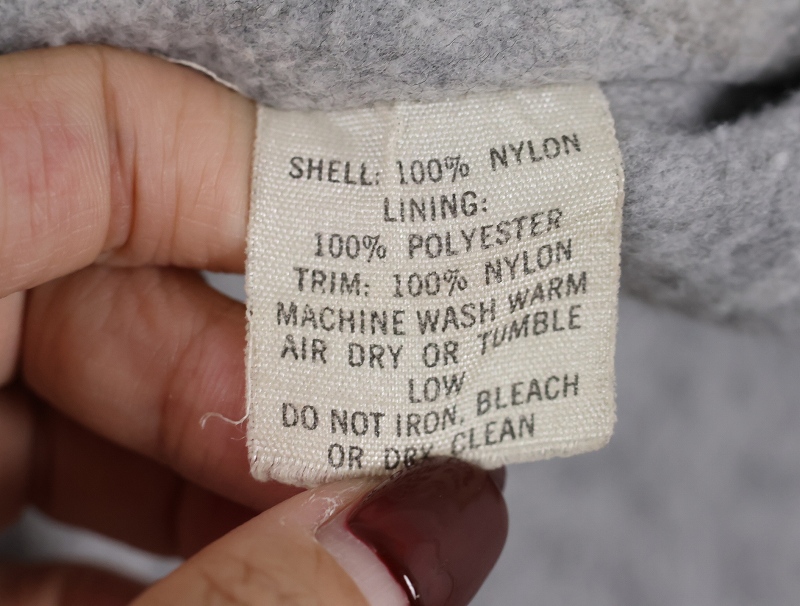 SHELL: 100% NYLON
LINING:
100% POLYESTER
TRIM: 100% NYLON
MACHINE WASH WARM
AIR DRY OR TUMBLE
LOW
DO NOT IRON, BLEACH
OR DRY CLEAN